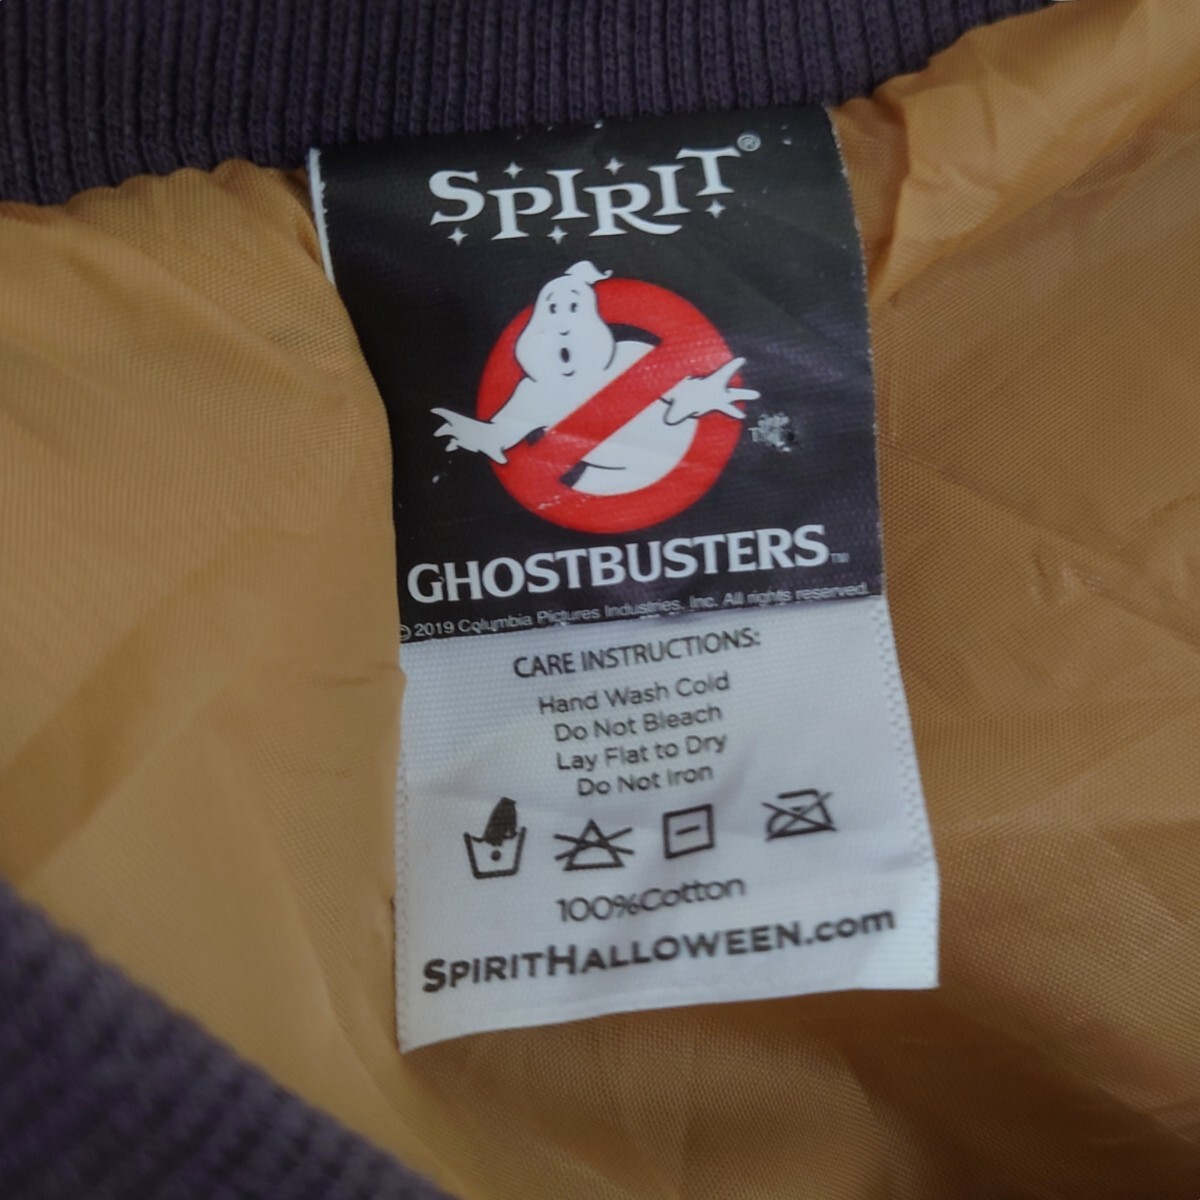 SPIRIT®
GHOSTBUSTERS™
© 2019 Columbia Pictures Industries, Inc. All rights reserved.
CARE INSTRUCTIONS:
Hand Wash Cold
Do Not Bleach
Lay Flat to Dry
Do Not Iron
100%Cotton
SPIRITHALLOWEEN.com